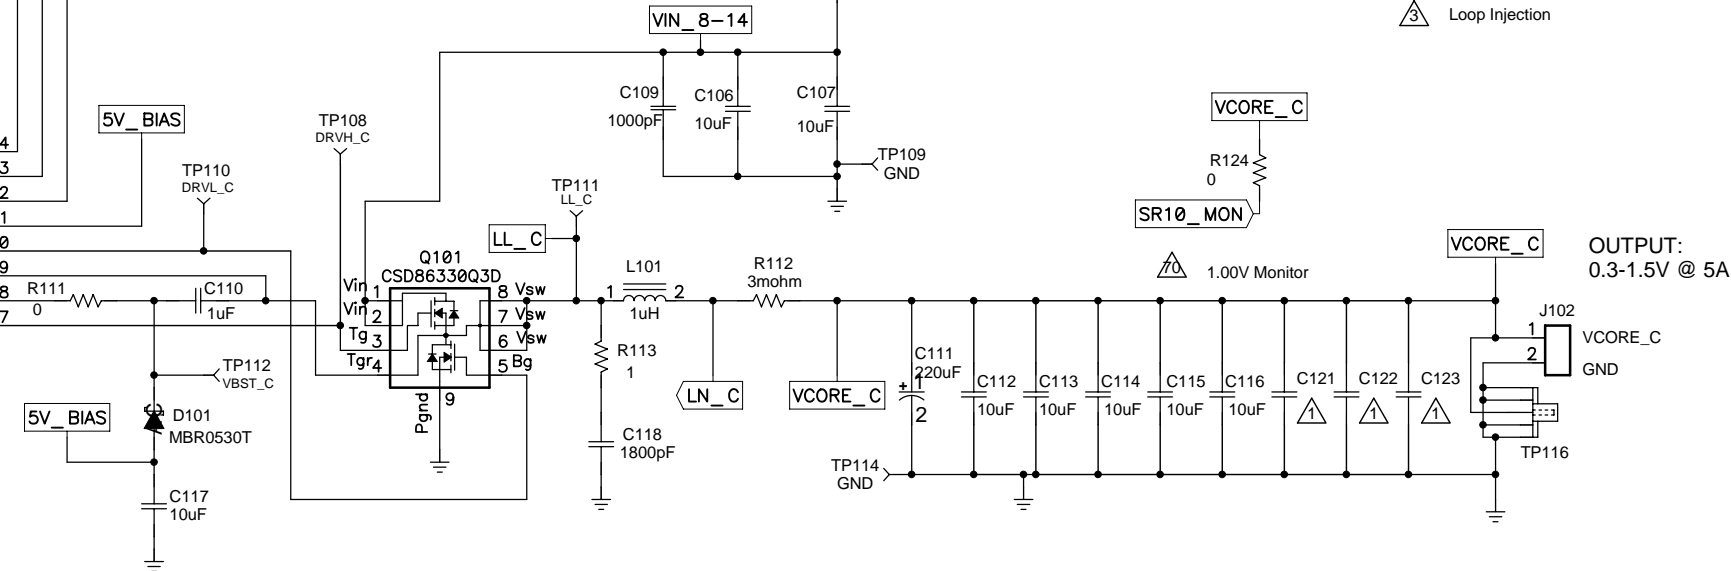 VIN_8-14
3 Loop Injection
C109
1000pF
C106
10uF
C107
10uF
TP109
GND
5V_BIAS
TP108
DRVH_C
TP110
DRVL_C
TP111
LL_C
LL_C
VCORE_C
R124
0
SR10_MON
70 1.00V Monitor
VCORE_C
OUTPUT:
0.3-1.5V @ 5A
4
3
2
1
0
9
8
7
R111
0
C110
1uF
TP112
VBST_C
5V_BIAS
D101
MBR0530T
C117
10uF
Q101
CSD86330Q3D
Vin 1
Vin 2
Tg 3
Tgr 4
8 Vsw
7 Vsw
6 Vsw
5 Bg
9
Pgnd
L101
1 2
1uH
R113
1
C118
1800pF
R112
3mohm
LN_C
VCORE_C
C111
220uF
+ 1
2
C112
10uF
C113
10uF
C114
10uF
C115
10uF
C116
10uF
C121
1
C122
1
C123
1
TP114
GND
J102
1 VCORE_C
2 GND
TP116